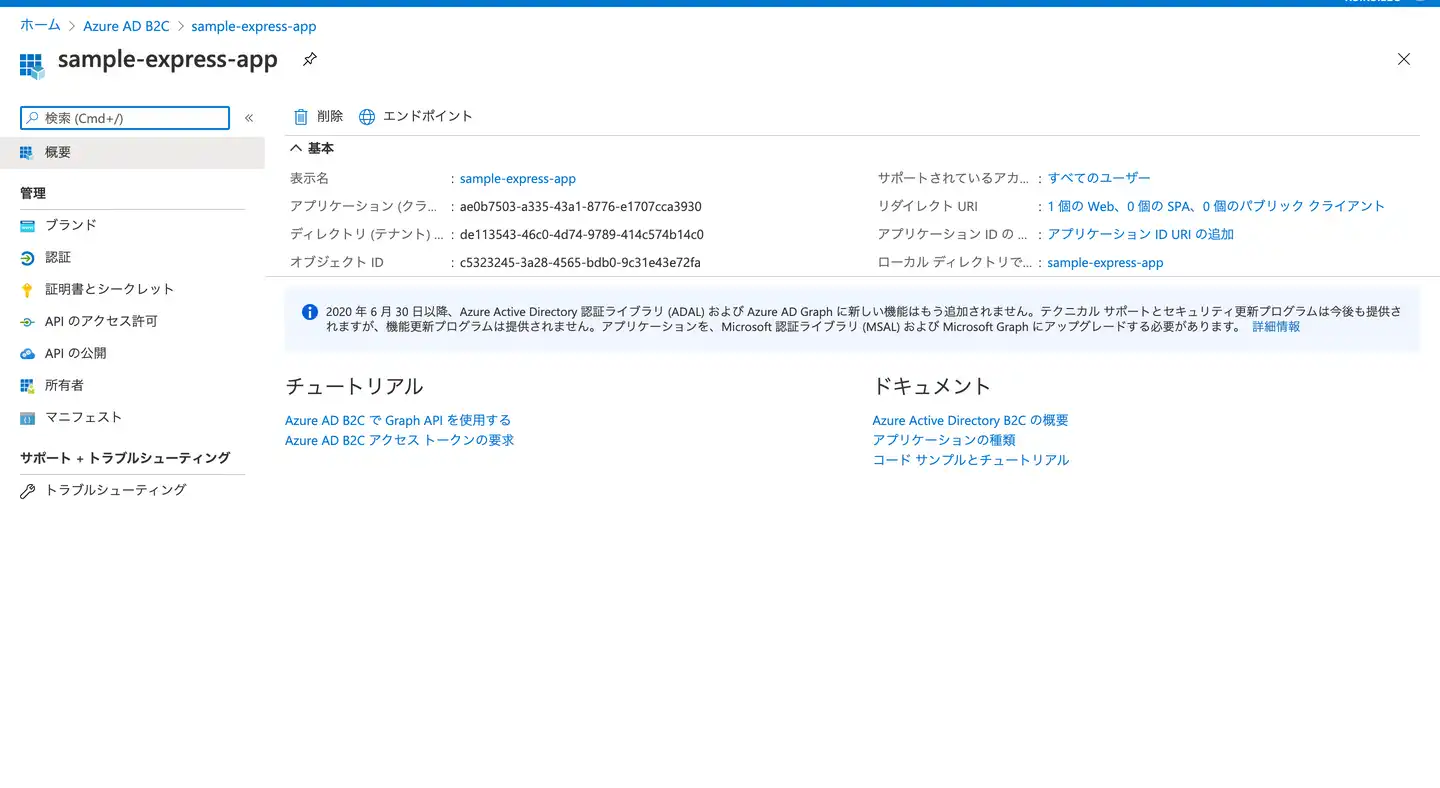 ホーム > Azure AD B2C > sample-express-app
sample-express-app
検索 (Cmd+/)
«
概要
管理
ブランド
認証
証明書とシークレット
API のアクセス許可
API の公開
所有者
マニフェスト
サポート + トラブルシューティング
トラブルシューティング
削除 エンドポイント
基本
表示名 : sample-express-app
アプリケーション (クラ... : ae0b7503-a335-43a1-8776-e1707cca3930
ディレクトリ (テナント) ... : de113543-46c0-4d74-9789-414c574b14c0
オブジェクト ID : c5323245-3a28-4565-bdb0-9c31e43e72fa
サポートされているアカ... : すべてのユーザー
リダイレクト URI : 1 個の Web、0 個の SPA、0 個のパブリック クライアント
アプリケーション ID の ... : アプリケーション ID URI の追加
ローカル ディレクトリで... : sample-express-app
2020 年 6 月 30 日以降、Azure Active Directory 認証ライブラリ (ADAL) および Azure AD Graph に新しい機能はもう追加されません。テクニカル サポートとセキュリティ更新プログラムは今後も提供さ
れますが、機能更新プログラムは提供されません。アプリケーションを、Microsoft 認証ライブラリ (MSAL) および Microsoft Graph にアップグレードする必要があります。 詳細情報
チュートリアル
Azure AD B2C で Graph API を使用する
Azure AD B2C アクセス トークンの要求
ドキュメント
Azure Active Directory B2C の概要
アプリケーションの種類
コード サンプルとチュートリアル